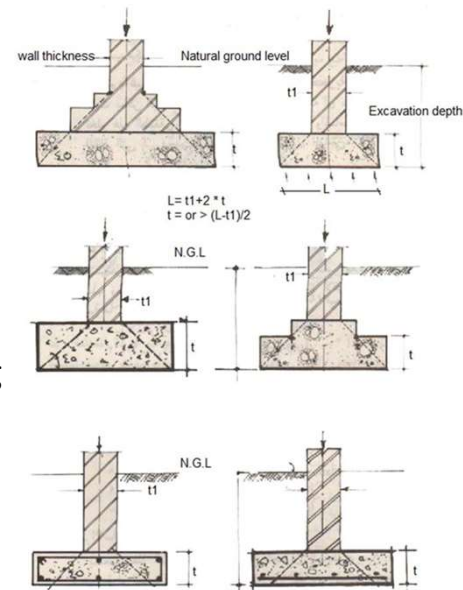 wall thickness
Natural ground level
t1
Excavation depth
t
t
L
L= t1+2 * t
t = or > (L-t1)/2
N.G.L
t1
t1
t
t
N.G.L
t1
t
t